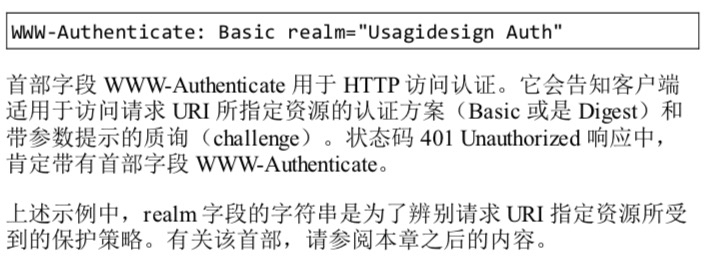 WWW-Authenticate: Basic realm="Usagidesign Auth"
首部字段 WWW-Authenticate 用于 HTTP 访问认证。它会告知客户端
适用于访问请求 URI 所指定资源的认证方案（Basic 或是 Digest）和
带参数提示的质询（challenge）。状态码 401 Unauthorized 响应中，
肯定带有首部字段 WWW-Authenticate。
上述示例中，realm 字段的字符串是为了辨别请求 URI 指定资源所受
到的保护策略。有关该首部，请参阅本章之后的内容。